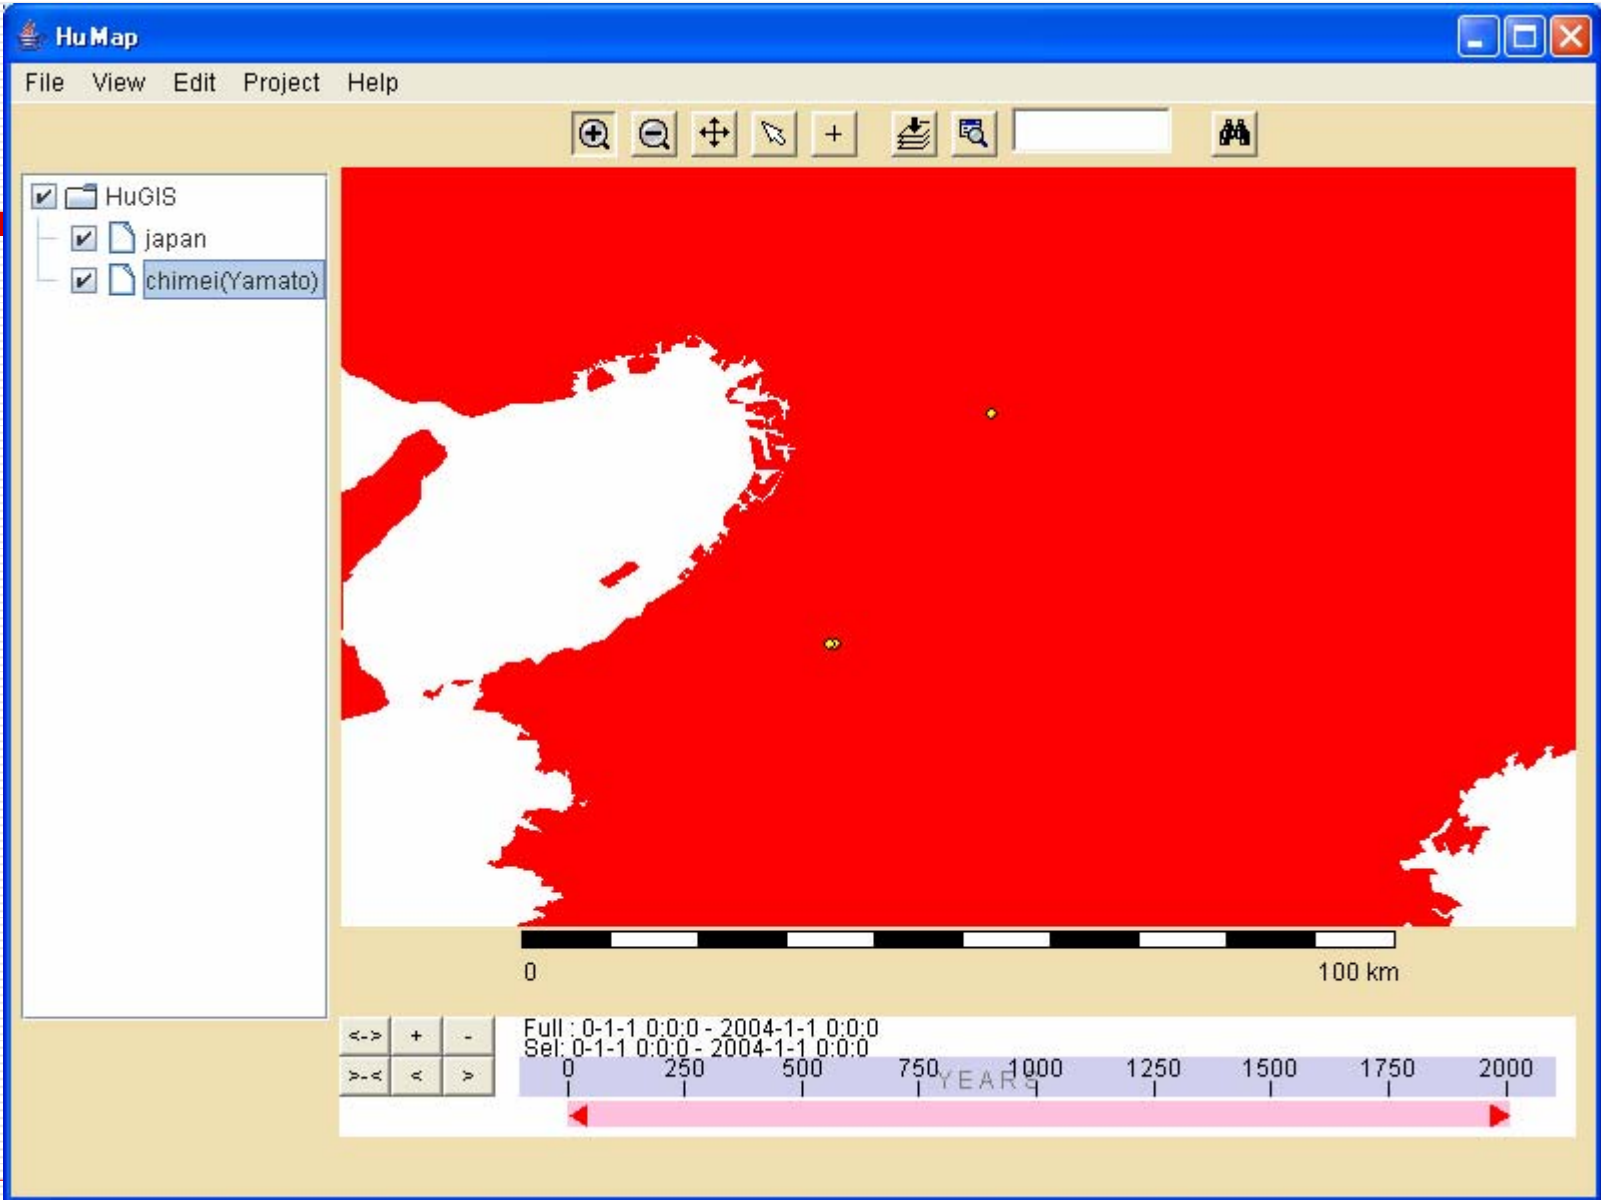 HuMap
File View Edit Project Help
+
HuGIS
japan
chimei(Yamato)
0 100 km
<-> + -
>-< < >
Full : 0-1-1 0:0:0 - 2004-1-1 0:0:0
Sel: 0-1-1 0:0:0 - 2004-1-1 0:0:0
0 250 500 750 1000 1250 1500 1750 2000
YEARS